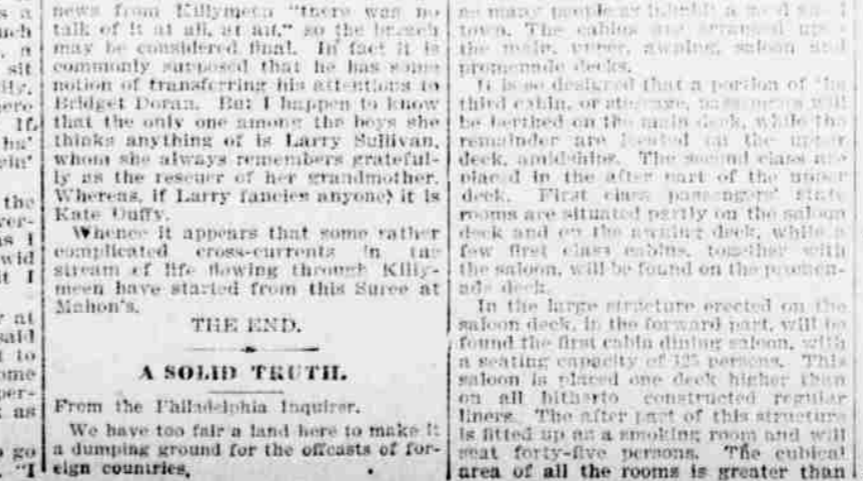 news from Killymeen "there was no
talk of it at all, at all," so the breach
may be considered final. In fact it is
commonly supposed that he has some
notion of transferring his attentions to
Bridget Doran. But I happen to know
that the only one among the boys she
thinks anything of is Larry Sullivan,
whom she always remembers grateful-
ly as the rescuer of her grandmother.
Whereas, if Larry fancies anyone, it is
Kate Duffy.
Whence it appears that some rather
complicated cross-currents in the
stream of life flowing through Killy-
meen have started from this Suree at
Mahon's.
THE END.
A SOLID TRUTH.
From the Philadelphia Inquirer.
We have too fair a land here to make it
a dumping ground for the offcasts of for-
eign countries.
as many people as inhabit a
town. The cabins are arranged upon
the main, upper, awning, saloon and
promenade decks.
It is so designed that a portion of the
third cabin, or steerage, passengers will
be berthed on the main deck, while the
remainder are located on the upper
deck, amidships. The second class are
placed in the after part of the upper
deck. First class passengers' state
rooms are situated partly on the saloon
deck and on the awning deck, while a
few first class cabins, together with
the saloon, will be found on the promen-
ade deck.
In the large structure erected on the
saloon deck, in the forward part, will be
found the first cabin dining saloon, with
a seating capacity of 325 persons. This
saloon is placed one deck higher than
on all hitherto constructed regular
liners. The after part of this structure
is fitted up as a smoking room and will
seat forty-five persons. The cubical
area of all the rooms is greater than